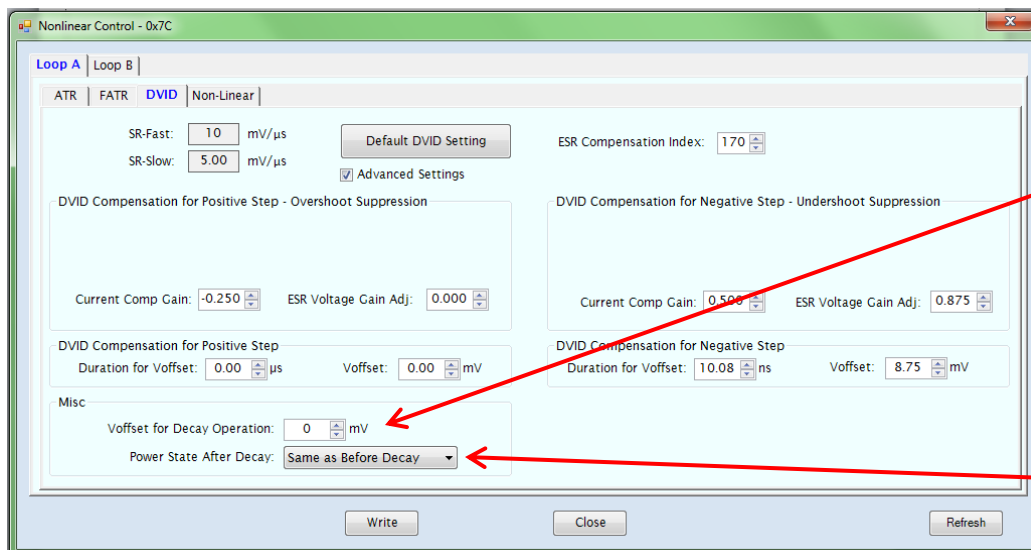 Nonlinear Control - 0x7C
x
Loop A Loop B
ATR FATR DVID Non-Linear
SR-Fast: 10 mV/µs Default DVID Setting ESR Compensation Index: 170
SR-Slow: 5.00 mV/µs
Advanced Settings
DVID Compensation for Positive Step - Overshoot Suppression DVID Compensation for Negative Step - Undershoot Suppression
Current Comp Gain: -0.250 ESR Voltage Gain Adj: 0.000 Current Comp Gain: 0.500 ESR Voltage Gain Adj: 0.875
DVID Compensation for Positive Step DVID Compensation for Negative Step
Duration for Voffset: 0.00 µs Voffset: 0.00 mV Duration for Voffset: 10.08 ns Voffset: 8.75 mV
Misc
Voffset for Decay Operation: 0 mV
Power State After Decay: Same as Before Decay
Write Close Refresh